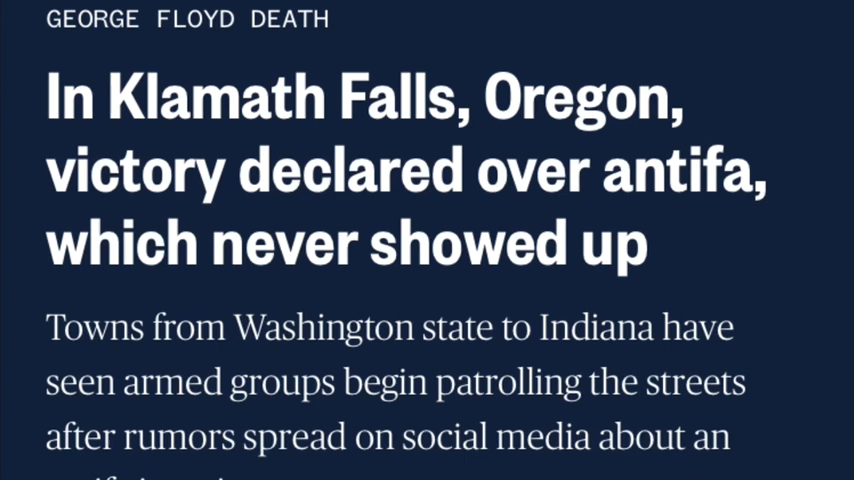 GEORGE FLOYD DEATH
In Klamath Falls, Oregon,
victory declared over antifa,
which never showed up
Towns from Washington state to Indiana have
seen armed groups begin patrolling the streets
after rumors spread on social media about an